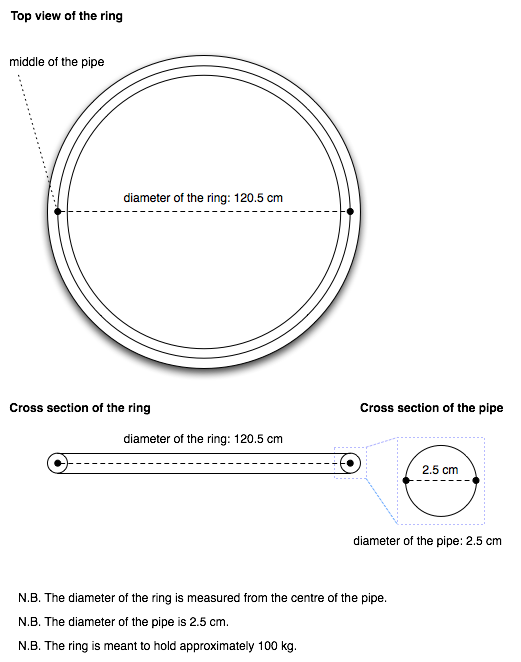 Top view of the ring
middle of the pipe
diameter of the ring: 120.5 cm
Cross section of the ring
Cross section of the pipe
diameter of the ring: 120.5 cm
2.5 cm
diameter of the pipe: 2.5 cm
N.B. The diameter of the ring is measured from the centre of the pipe.
N.B. The diameter of the pipe is 2.5 cm.
N.B. The ring is meant to hold approximately 100 kg.